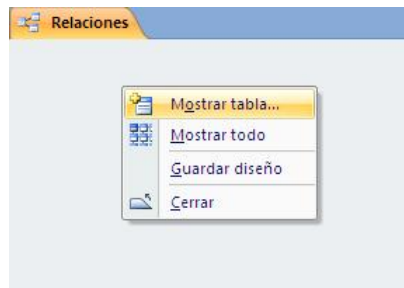 Relaciones
Mostrar tabla...
Mostrar todo
Guardar diseño
Cerrar